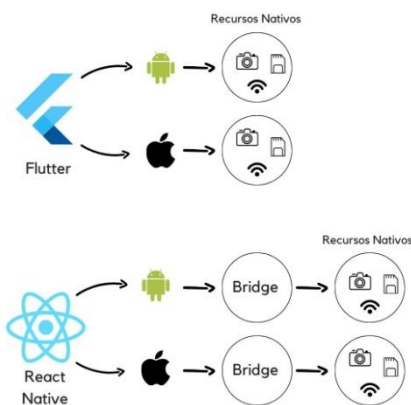 Recursos Nativos
Flutter
Recursos Nativos
Bridge
Bridge
React
Native